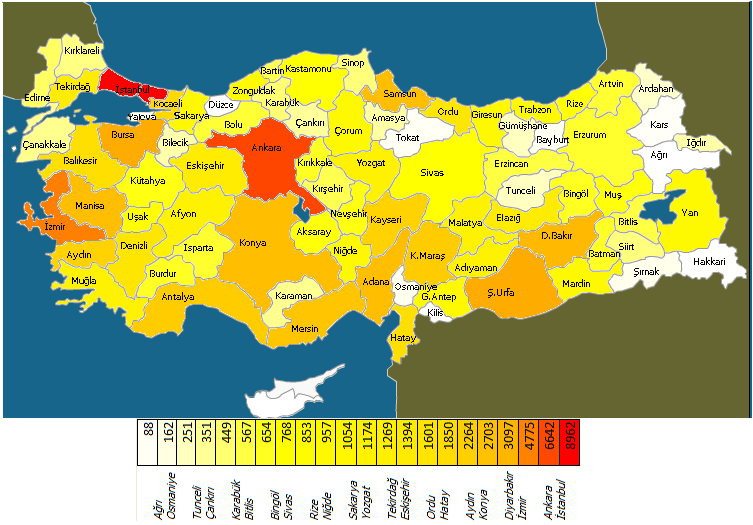 Kırklareli
Edirne
Tekirdağ
İstanbul
Kocaeli
Yalova
Sakarya
Düzce
Zonguldak
Bartın
Kastamonu
Karabük
Sinop
Samsun
Bolu
Çankırı
Çorum
Amasya
Tokat
Ordu
Giresun
Trabzon
Rize
Artvin
Ardahan
Gümüşhane
Bayburt
Erzurum
Kars
Iğdır
Ağrı
Çanakkale
Bursa
Bilecik
Balıkesir
Kütahya
Eskişehir
Ankara
Kırıkkale
Kırşehir
Yozgat
Sivas
Erzincan
Tunceli
Bingöl
Muş
Yan
Bitlis
Manisa
İzmir
Uşak
Afyon
Konya
Aksaray
Nevşehir
Kayseri
Malatya
Elazığ
D.Bakır
Batman
Siirt
Hakkari
Şırnak
Mardin
Aydın
Denizli
Isparta
Burdur
Muğla
Antalya
Karaman
Niğde
Mersin
Adana
K.Maraş
Adıyaman
Osmaniye
G.Antep
Kilis
Ş.Urfa
Hatay
88
162
251
351
449
567
654
768
853
957
1054
1174
1269
1394
1601
1850
2264
2703
3097
4775
6642
8962
Ağrı
Osmaniye
Tunceli
Çankırı
Karabük
Bitlis
Bingöl
Sivas
Rize
Niğde
Sakarya
Yozgat
Tekirdağ
Eskişehir
Ordu
Hatay
Aydın
Konya
Diyarbakır
İzmir
Ankara
İstanbul